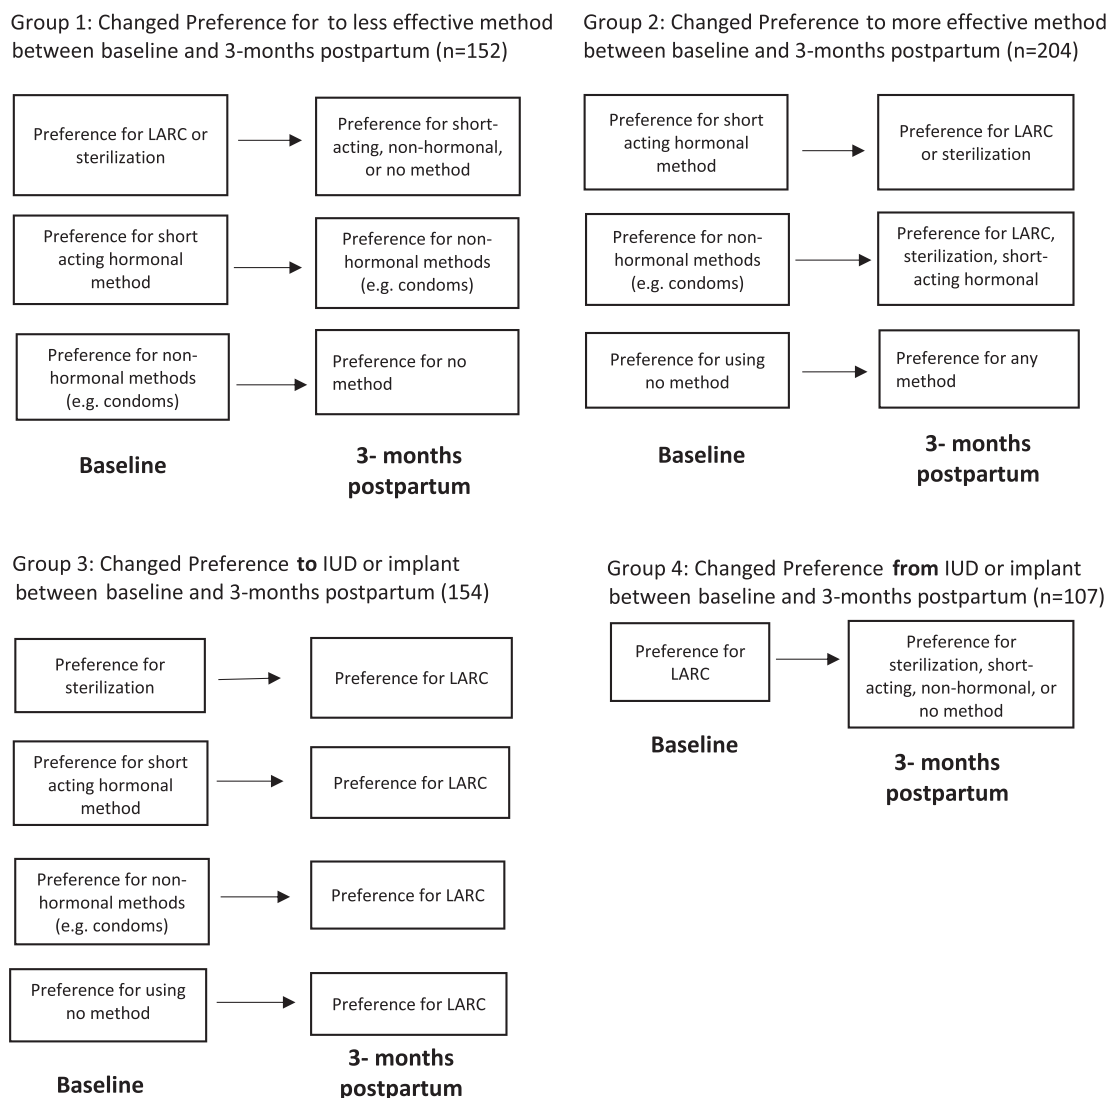 Group 1: Changed Preference for to less effective method
between baseline and 3-months postpartum (n=152)
Preference for LARC or
sterilization
Preference for short-
acting, non-hormonal,
or no method
Preference for short
acting hormonal
method
Preference for non-
hormonal methods
(e.g. condoms)
Preference for non-
hormonal methods
(e.g. condoms)
Preference for no
method
Baseline
3- months
postpartum
Group 2: Changed Preference to more effective method
between baseline and 3-months postpartum (n=204)
Preference for short
acting hormonal
method
Preference for LARC
or sterilization
Preference for non-
hormonal methods
(e.g. condoms)
Preference for LARC,
sterilization, short-
acting hormonal
Preference for using
no method
Preference for any
method
Baseline
3- months
postpartum
Group 3: Changed Preference to IUD or implant
between baseline and 3-months postpartum (154)
Preference for
sterilization
Preference for LARC
Preference for short
acting hormonal
method
Preference for LARC
Preference for non-
hormonal methods
(e.g. condoms)
Preference for LARC
Preference for using
no method
Preference for LARC
Baseline
3- months
postpartum
Group 4: Changed Preference from IUD or implant
between baseline and 3-months postpartum (n=107)
Preference for
LARC
Preference for
sterilization, short-
acting, non-hormonal, or
no method
Baseline
3- months
postpartum